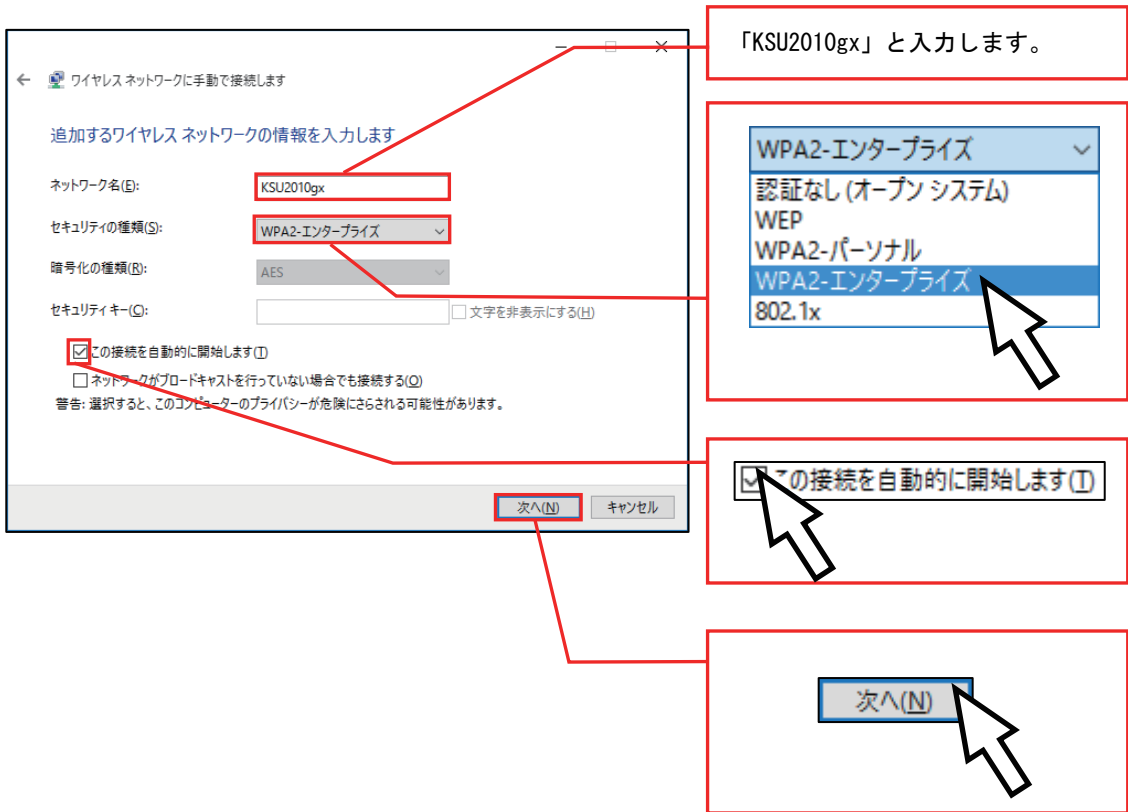 「KSU2010gx」と入力します。
← ワイヤレス ネットワークに手動で接続します
追加するワイヤレス ネットワークの情報を入力します
ネットワーク名(E): KSU2010gx
セキュリティの種類(S): WPA2-エンタープライズ
暗号化の種類(R): AES
セキュリティ キー(C): 文字を非表示にする(H)
この接続を自動的に開始します(T)
ネットワークがブロードキャストを行っていない場合でも接続する(O)
警告: 選択すると、このコンピューターのプライバシーが危険にさらされる可能性があります。
次へ(N) キャンセル
WPA2-エンタープライズ
認証なし (オープン システム)
WEP
WPA2-パーソナル
WPA2-エンタープライズ
802.1x
この接続を自動的に開始します(T)
次へ(N)